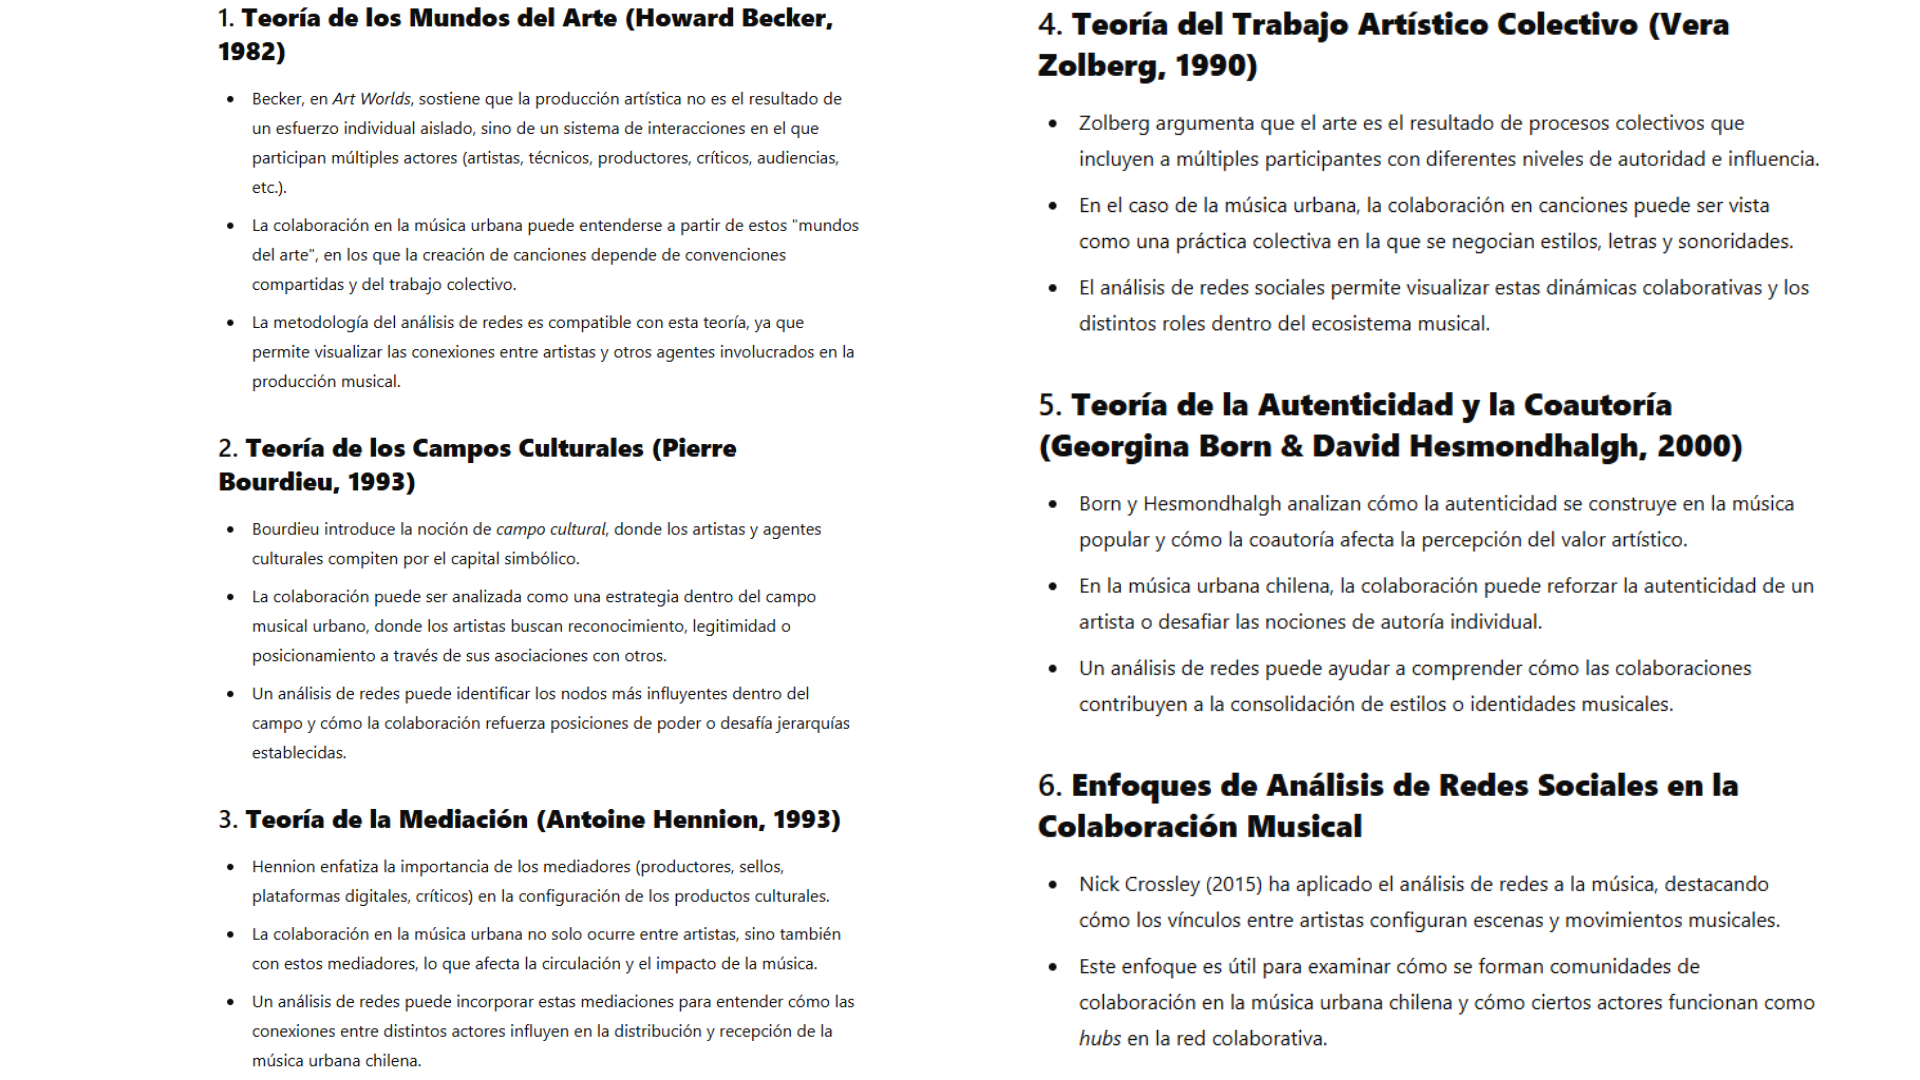 1. Teoría de los Mundos del Arte (Howard Becker,
1982)
• Becker, en Art Worlds, sostiene que la producción artística no es el resultado de
un esfuerzo individual aislado, sino de un sistema de interacciones en el que
participan múltiples actores (artistas, técnicos, productores, críticos, audiencias,
etc.).
• La colaboración en la música urbana puede entenderse a partir de estos "mundos
del arte", en los que la creación de canciones depende de convenciones
compartidas y del trabajo colectivo.
• La metodología del análisis de redes es compatible con esta teoría, ya que
permite visualizar las conexiones entre artistas y otros agentes involucrados en la
producción musical.
2. Teoría de los Campos Culturales (Pierre
Bourdieu, 1993)
• Bourdieu introduce la noción de campo cultural, donde los artistas y agentes
culturales compiten por el capital simbólico.
• La colaboración puede ser analizada como una estrategia dentro del campo
musical urbano, donde los artistas buscan reconocimiento, legitimidad o
posicionamiento a través de sus asociaciones con otros.
• Un análisis de redes puede identificar los nodos más influyentes dentro del
campo y cómo la colaboración refuerza posiciones de poder o desafía jerarquías
establecidas.
3. Teoría de la Mediación (Antoine Hennion, 1993)
• Hennion enfatiza la importancia de los mediadores (productores, sellos,
plataformas digitales, críticos) en la configuración de los productos culturales.
• La colaboración en la música urbana no solo ocurre entre artistas, sino también
con estos mediadores, lo que afecta la circulación y el impacto de la música.
• Un análisis de redes puede incorporar estas mediaciones para entender cómo las
conexiones entre distintos actores influyen en la distribución y recepción de la
música urbana chilena.
4. Teoría del Trabajo Artístico Colectivo (Vera
Zolberg, 1990)
• Zolberg argumenta que el arte es el resultado de procesos colectivos que
incluyen a múltiples participantes con diferentes niveles de autoridad e influencia.
• En el caso de la música urbana, la colaboración en canciones puede ser vista
como una práctica colectiva en la que se negocian estilos, letras y sonoridades.
• El análisis de redes sociales permite visualizar estas dinámicas colaborativas y los
distintos roles dentro del ecosistema musical.
5. Teoría de la Autenticidad y la Coautoría
(Georgina Born & David Hesmondhalgh, 2000)
• Born y Hesmondhalgh analizan cómo la autenticidad se construye en la música
popular y cómo la coautoría afecta la percepción del valor artístico.
• En la música urbana chilena, la colaboración puede reforzar la autenticidad de un
artista o desafiar las nociones de autoría individual.
• Un análisis de redes puede ayudar a comprender cómo las colaboraciones
contribuyen a la consolidación de estilos o identidades musicales.
6. Enfoques de Análisis de Redes Sociales en la
Colaboración Musical
• Nick Crossley (2015) ha aplicado el análisis de redes a la música, destacando
cómo los vínculos entre artistas configuran escenas y movimientos musicales.
• Este enfoque es útil para examinar cómo se forman comunidades de
colaboración en la música urbana chilena y cómo ciertos actores funcionan como
hubs en la red colaborativa.